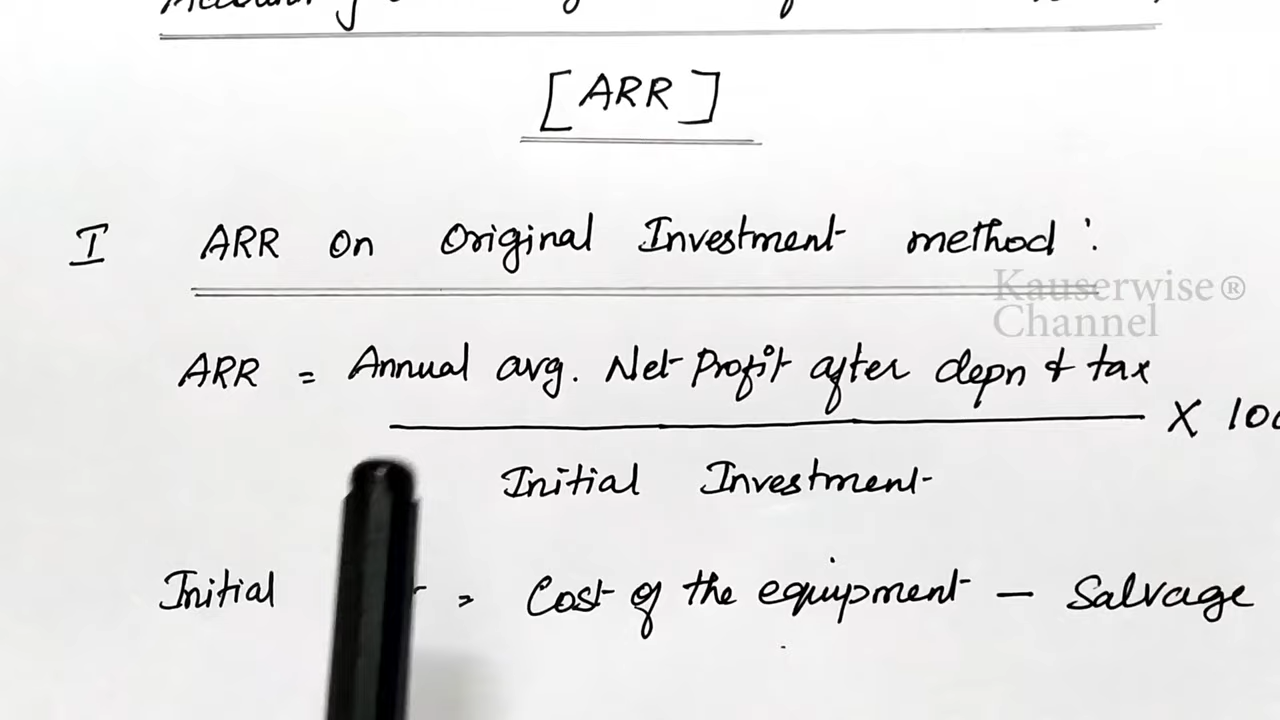 [ARR]
I ARR on Original Investment method :
Kauserwise®
Channel
ARR = Annual avg. Net Profit after depn & tax
X 100
Initial Investment
Initial = Cost of the equipment - Salvage